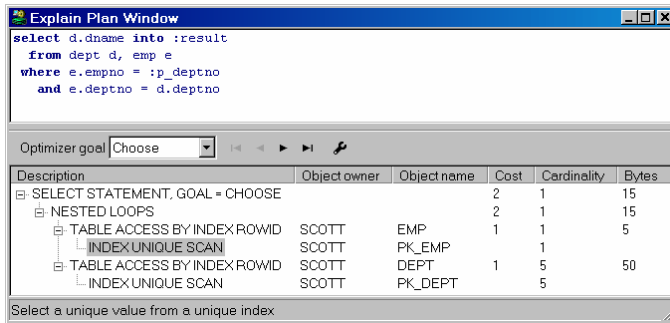 Explain Plan Window
select d.dname into :result
from dept d, emp e
where e.empno = :p_deptno
and e.deptno = d.deptno
Optimizer goal Choose
Description Object owner Object name Cost Cardinality Bytes
SELECT STATEMENT, GOAL = CHOOSE 2 1 15
NESTED LOOPS 2 1 15
TABLE ACCESS BY INDEX ROWID SCOTT EMP 1 1 5
INDEX UNIQUE SCAN SCOTT PK_EMP 1
TABLE ACCESS BY INDEX ROWID SCOTT DEPT 1 5 50
INDEX UNIQUE SCAN SCOTT PK_DEPT 5
Select a unique value from a unique index